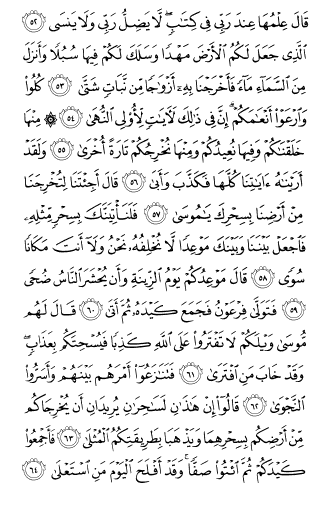 قَالَ عِلْمُهَا عِندَ رَبِّى فِى كِتَـٰبٍ ۖ لَّا يَضِلُّ رَبِّى وَلَا يَنسَى ۝٥٢
ٱلَّذِى جَعَلَ لَكُمُ ٱلْأَرْضَ مَهْدًا وَسَلَكَ لَكُمْ فِيهَا سُبُلًا وَأَنزَلَ
مِنَ ٱلسَّمَآءِ مَآءً فَأَخْرَجْنَا بِهِۦٓ أَزْوَٰجًا مِّن نَّبَاتٍ شَتَّىٰ ۝٥٣ كُلُوا۟
وَٱرْعَوْا۟ أَنْعَـٰمَكُمْ ۗ إِنَّ فِى ذَٰلِكَ لَـَٔايَـٰتٍ لِّأُو۟لِى ٱلنُّهَىٰ ۝٥٤ ۞ مِنْهَا
خَلَقْنَـٰكُمْ وَفِيهَا نُعِيدُكُمْ وَمِنْهَا نُخْرِجُكُمْ تَارَةً أُخْرَىٰ ۝٥٥ وَلَقَدْ
أَرَيْنَـٰهُ ءَايَـٰتِنَا كُلَّهَا فَكَذَّبَ وَأَبَىٰ ۝٥٦ قَالَ أَجِئْتَنَا لِتُخْرِجَنَا
مِنْ أَرْضِنَا بِسِحْرِكَ يَـٰمُوسَىٰ ۝٥٧ فَلَنَأْتِيَنَّكَ بِسِحْرٍ مِّثْلِهِۦ
فَٱجْعَلْ بَيْنَنَا وَبَيْنَكَ مَوْعِدًا لَّا نُخْلِفُهُۥ نَحْنُ وَلَآ أَنتَ مَكَانًا
سُوًى ۝٥٨ قَالَ مَوْعِدُكُمْ يَوْمُ ٱلزِّينَةِ وَأَن يُحْشَرَ ٱلنَّاسُ ضُحًى
۝٥٩ فَتَوَلَّىٰ فِرْعَوْنُ فَجَمَعَ كَيْدَهُۥ ثُمَّ أَتَىٰ ۝٦٠ قَالَ لَهُم
مُّوسَىٰ وَيْلَكُمْ لَا تَفْتَرُوا۟ عَلَى ٱللَّهِ كَذِبًا فَيُسْحِتَكُم بِعَذَابٍ ۖ
وَقَدْ خَابَ مَنِ ٱفْتَرَىٰ ۝٦١ فَتَنَـٰزَعُوٓا۟ أَمْرَهُم بَيْنَهُمْ وَأَسَرُّوا۟
ٱلنَّجْوَىٰ ۝٦٢ قَالُوٓا۟ إِنْ هَـٰذَٰنِ لَسَـٰحِرَٰنِ يُرِيدَانِ أَن يُخْرِجَاكُم
مِّنْ أَرْضِكُم بِسِحْرِهِمَا وَيَذْهَبَا بِطَرِيقَتِكُمُ ٱلْمُثْلَىٰ ۝٦٣ فَأَجْمِعُوا۟
كَيْدَكُمْ ثُمَّ ٱئْتُوا۟ صَفًّا ۚ وَقَدْ أَفْلَحَ ٱلْيَوْمَ مَنِ ٱسْتَعْلَىٰ ۝٦٤